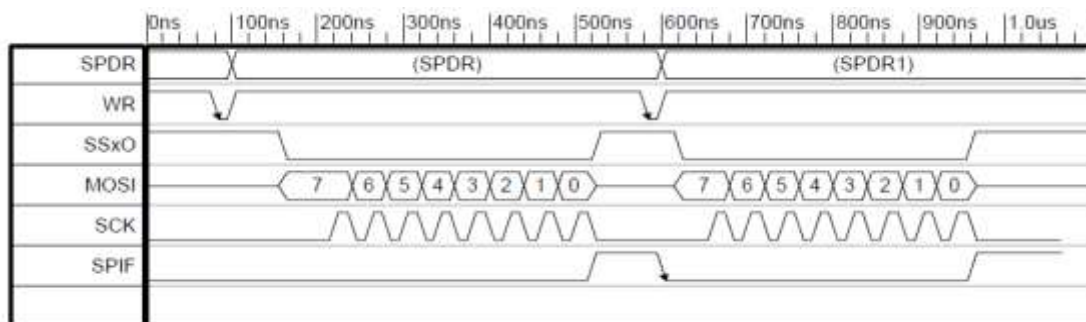 0ns 100ns 200ns 300ns 400ns 500ns 600ns 700ns 800ns 900ns 1.0us
SPDR (SPDR) (SPDR1)
WR
SSxO
MOSI 7 6 5 4 3 2 1 0 7 6 5 4 3 2 1 0
SCK
SPIF